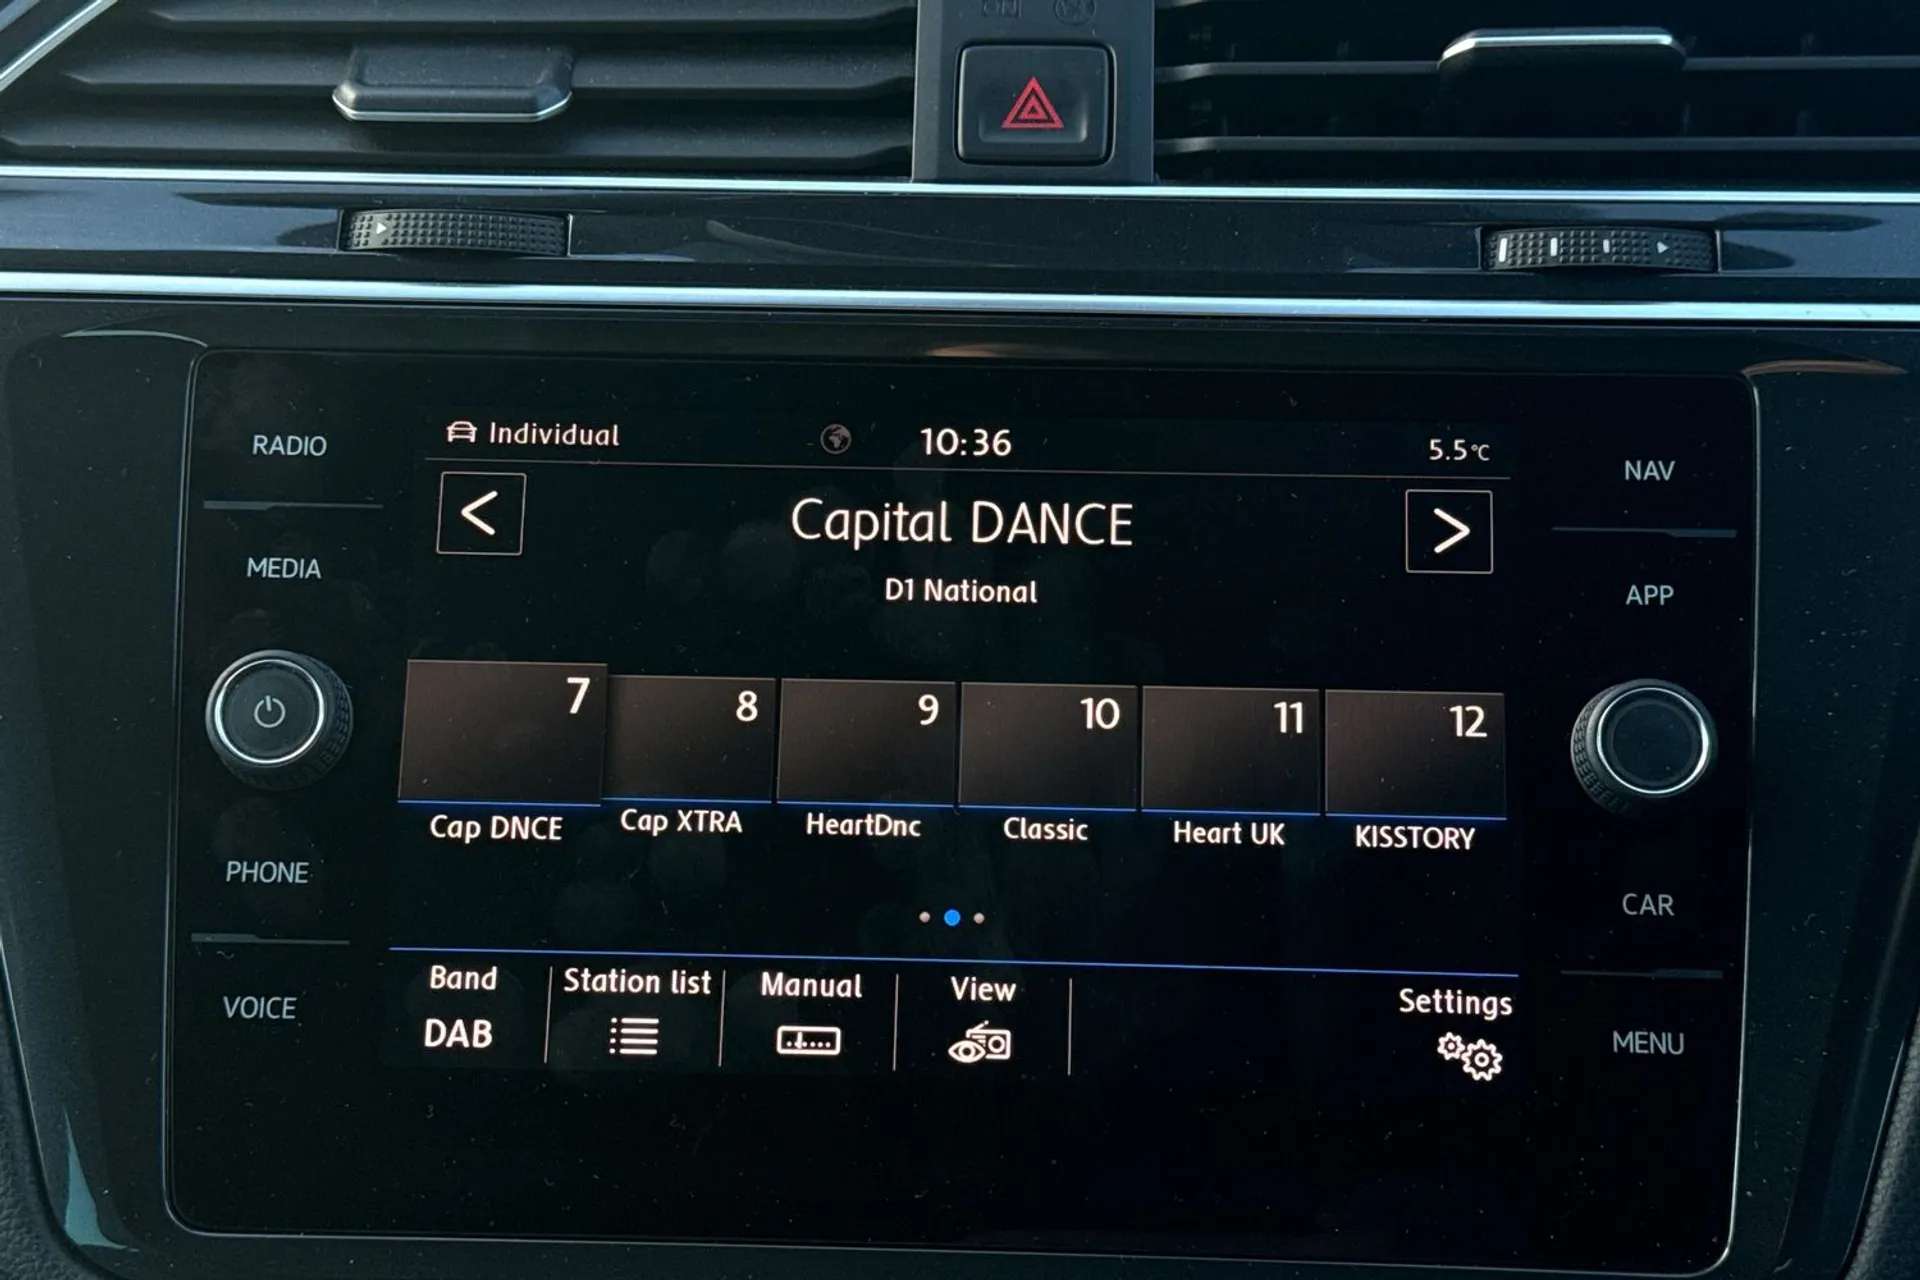 RADIO
MEDIA
PHONE
VOICE
Individual
10:36
5.5°C
<
Capital DANCE
>
D1 National
7
8
9
10
11
12
Cap DNCE
Cap XTRA
HeartDnc
Classic
Heart UK
KISSTORY
Band
Station list
Manual
View
Settings
DAB
NAV
APP
CAR
MENU